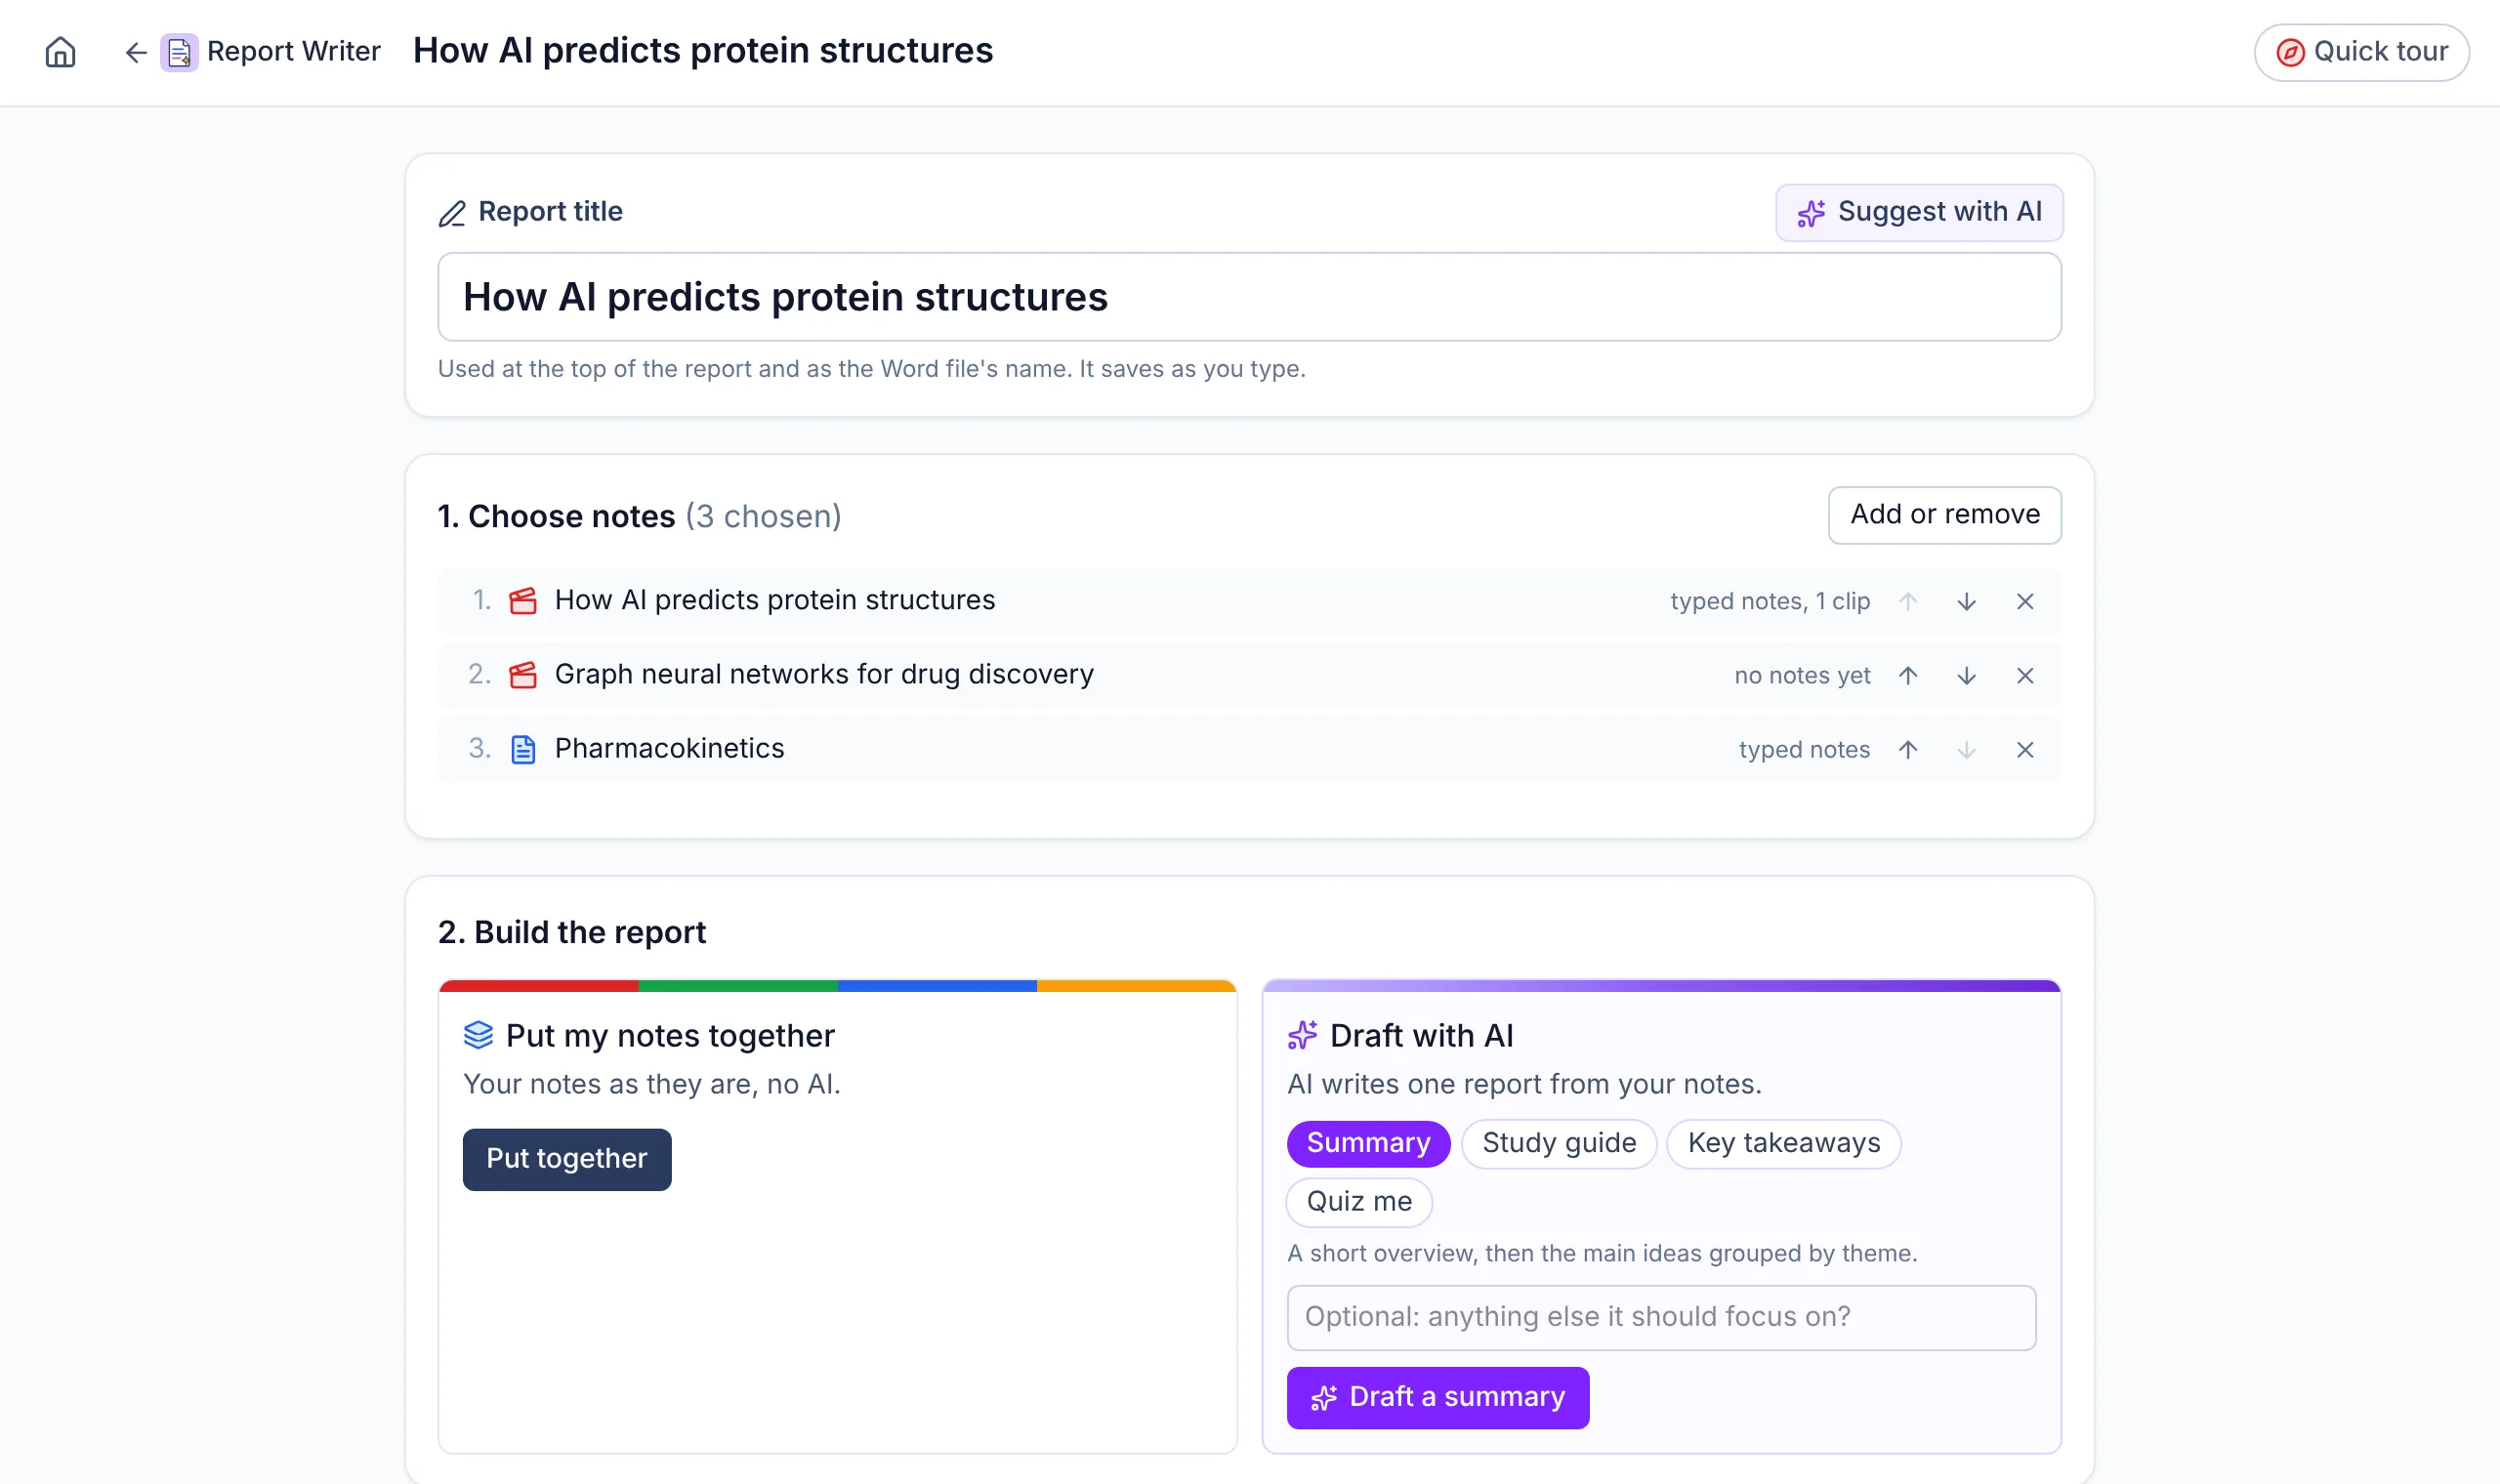 Report Writer
How AI predicts protein structures
Quick tour
Report title
Suggest with AI
How AI predicts protein structures
Used at the top of the report and as the Word file's name. It saves as you type.
1. Choose notes (3 chosen)
Add or remove
1. How AI predicts protein structures typed notes, 1 clip
2. Graph neural networks for drug discovery no notes yet
3. Pharmacokinetics typed notes
2. Build the report
Put my notes together
Your notes as they are, no AI.
Put together
Draft with AI
AI writes one report from your notes.
Summary Study guide Key takeaways
Quiz me
A short overview, then the main ideas grouped by theme.
Optional: anything else it should focus on?
Draft a summary